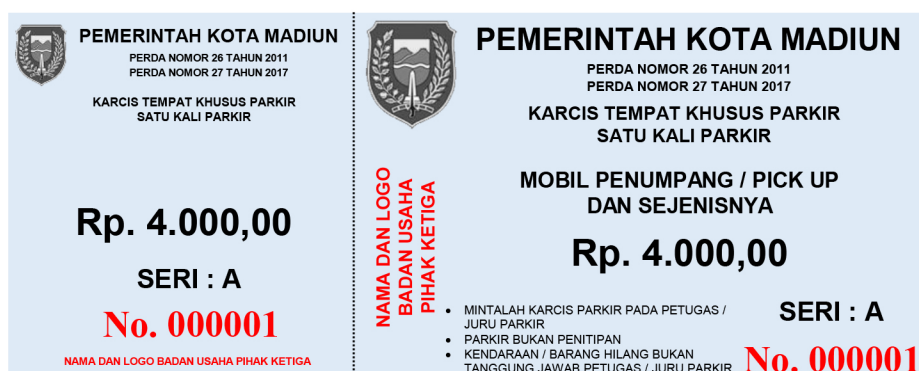 PEMERINTAH KOTA MADIUN
PERDA NOMOR 26 TAHUN 2011
PERDA NOMOR 27 TAHUN 2017
KARCIS TEMPAT KHUSUS PARKIR
SATU KALI PARKIR
Rp. 4.000,00
SERI : A
No. 000001
NAMA DAN LOGO BADAN USAHA PIHAK KETIGA
PEMERINTAH KOTA MADIUN
PERDA NOMOR 26 TAHUN 2011
PERDA NOMOR 27 TAHUN 2017
KARCIS TEMPAT KHUSUS PARKIR
SATU KALI PARKIR
NAMA DAN LOGO
BADAN USAHA
PIHAK KETIGA
MOBIL PENUMPANG / PICK UP
DAN SEJENISNYA
Rp. 4.000,00
• MINTALAH KARCIS PARKIR PADA PETUGAS /
JURU PARKIR
• PARKIR BUKAN PENITIPAN
• KENDARAAN / BARANG HILANG BUKAN
TANGGUNG JAWAB PETUGAS / JURU PARKIR
SERI : A
No. 000001